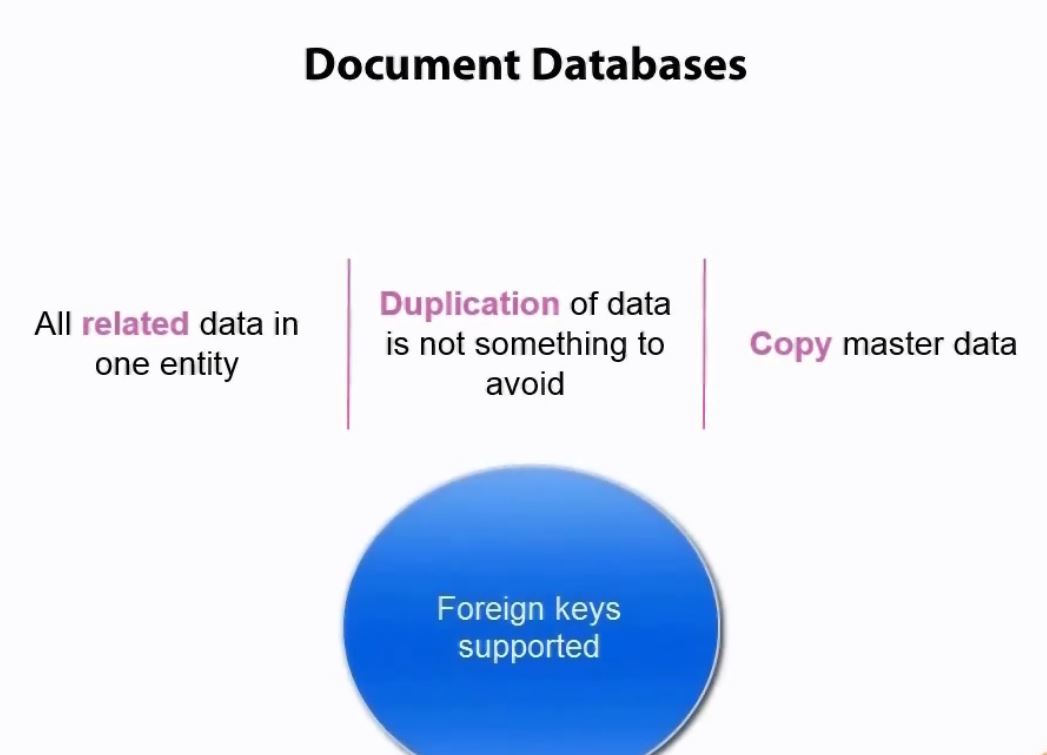 Document Databases
All related data in
one entity
Duplication of data
is not something to
avoid
Copy master data
Foreign keys
supported